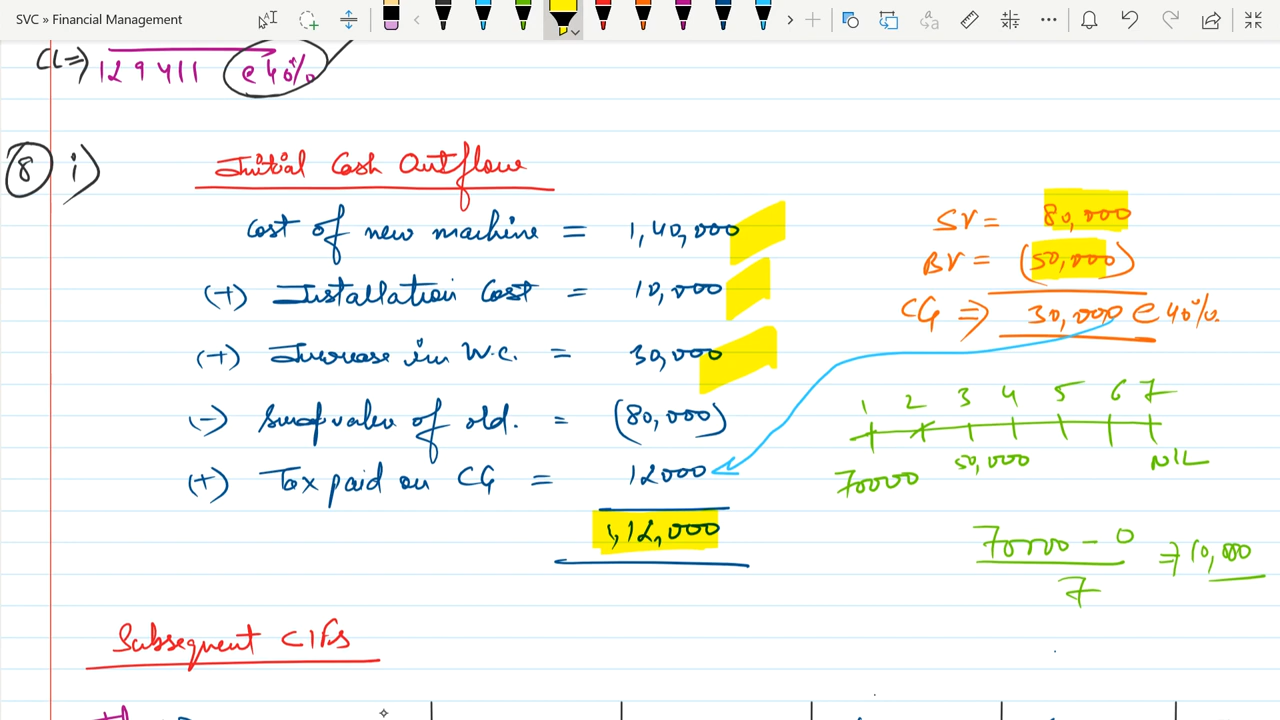 SVC » Financial Management
CL⇒ 129411 @40%
8 i) Initial Cash Outflow
Cost of new machine = 1,40,000
(+) Installation Cost = 10,000
(+) Increase in W.C. = 30,000
(-) Scrap value of old. = (80,000)
(+) Tax paid on CG = 12000
1,12,000
SV = 80,000
BV = (50,000)
CG ⇒ 30,000 @ 40%
1 2 3 4 5 6 7
70000 50,000 NIL
70000 - 0 ⇒ 10,000
7
Subsequent CIFs